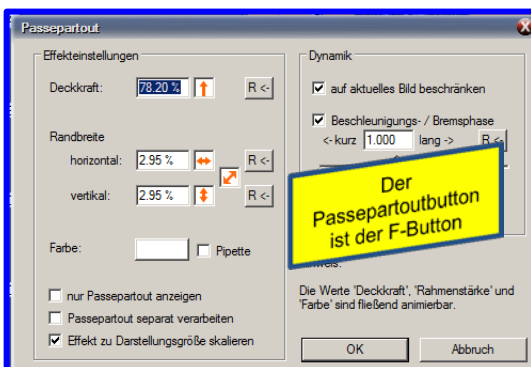 Passepartout
Effekteinstellungen
Deckkraft: 78.20 % R <-
Randbreite
horizontal: 2.95 % R <-
vertikal: 2.95 % R <-
Farbe: Pipette
nur Passepartout anzeigen
Passepartout separat verarbeiten
Effekt zu Darstellungsgröße skalieren
Dynamik
auf aktuelles Bild beschränken
Beschleunigungs- / Bremsphase
<- kurz 1.000 lang -> R <-
Der
Passepartoutbutton
ist der F-Button
Die Werte 'Deckkraft', 'Rahmenstärke' und
'Farbe' sind fließend animierbar.
OK Abbruch